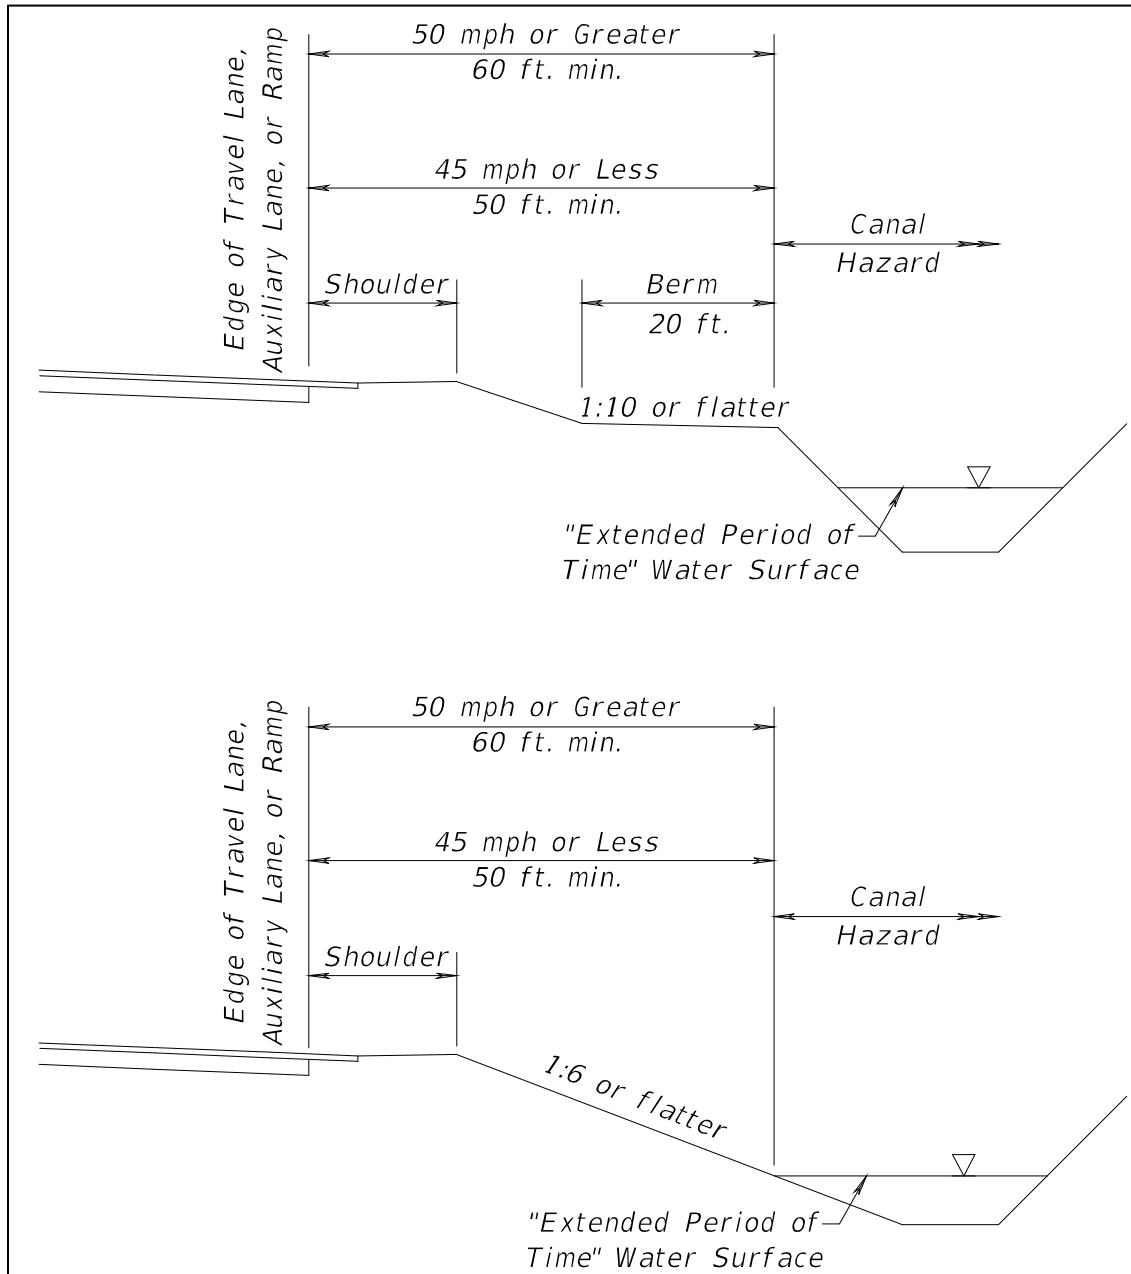 50 mph or Greater
60 ft. min.
Edge of Travel Lane,
Auxiliary Lane, or Ramp
45 mph or Less
50 ft. min.
Canal
Hazard
Shoulder
Berm
20 ft.
1:10 or flatter
"Extended Period of
Time" Water Surface
50 mph or Greater
60 ft. min.
Edge of Travel Lane,
Auxiliary Lane, or Ramp
45 mph or Less
50 ft. min.
Canal
Hazard
Shoulder
1:6 or flatter
"Extended Period of
Time" Water Surface